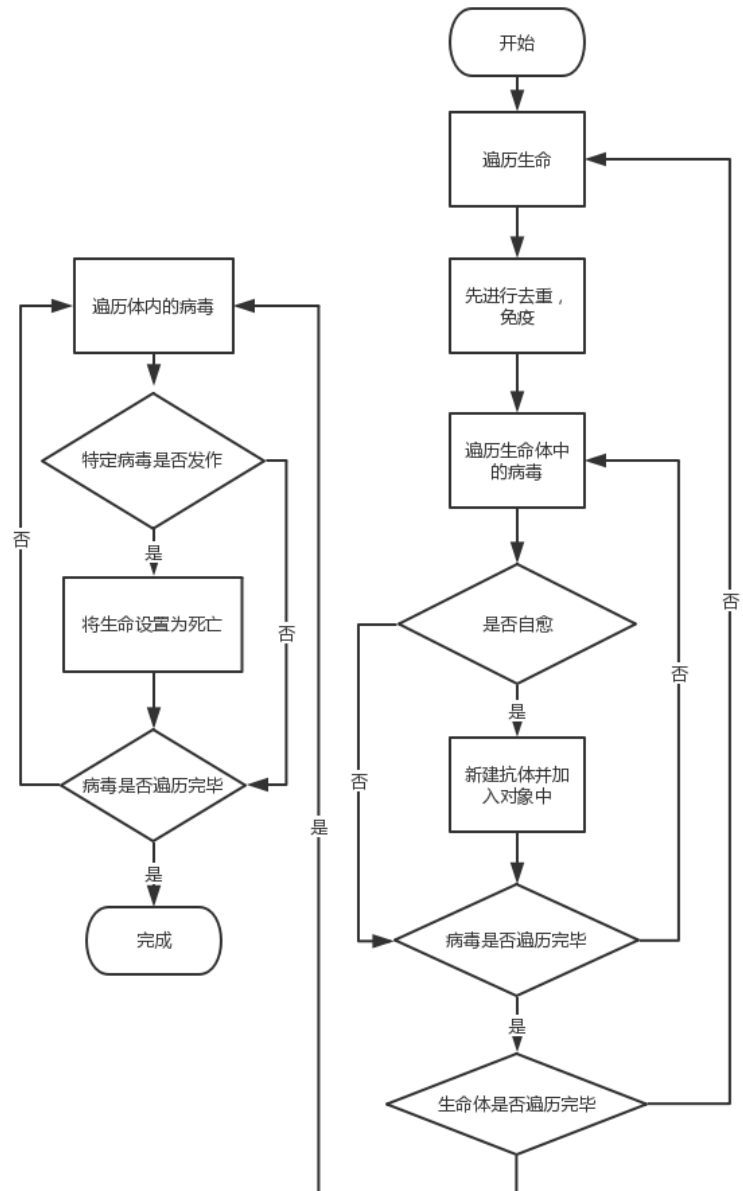 开始
遍历生命
先进行去重，
免疫
遍历生命体中
的病毒
是否自愈
是
否
新建抗体并加
入对象中
病毒是否遍历完毕
否
是
生命体是否遍历完毕
否
是
遍历体内的病毒
特定病毒是否发作
是
否
将生命设置为死亡
病毒是否遍历完毕
否
是
完成